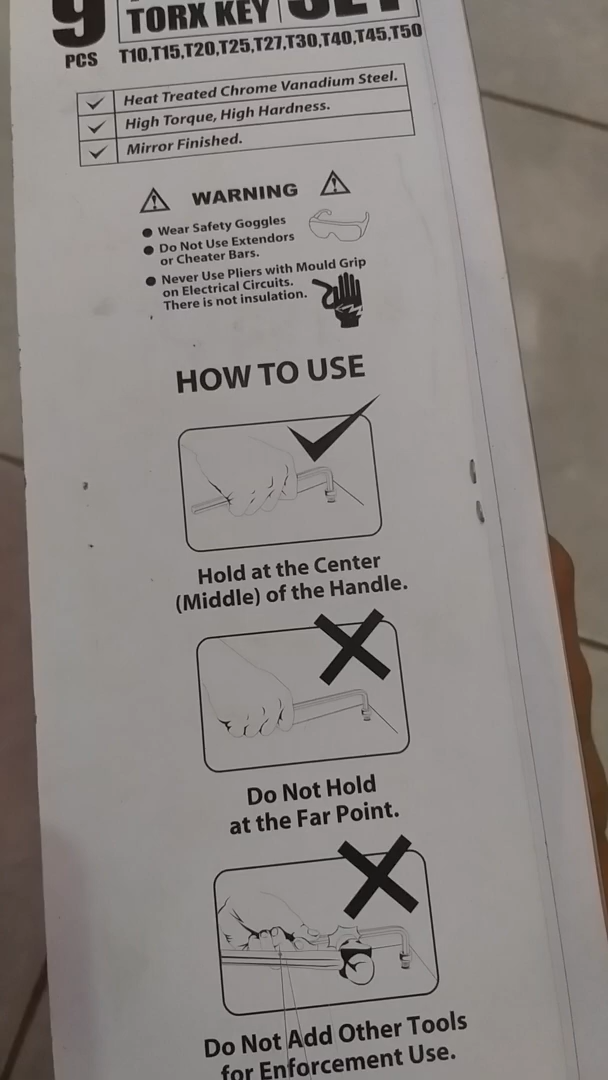 9
TORX KEY SET
PCS T10,T15,T20,T25,T27,T30,T40,T45,T50
Heat Treated Chrome Vanadium Steel.
High Torque, High Hardness.
Mirror Finished.
WARNING
Wear Safety Goggles
Do Not Use Extendors
or Cheater Bars.
Never Use Pliers with Mould Grip
on Electrical Circuits.
There is not insulation.
HOW TO USE
Hold at the Center
(Middle) of the Handle.
Do Not Hold
at the Far Point.
Do Not Add Other Tools
for Enforcement Use.